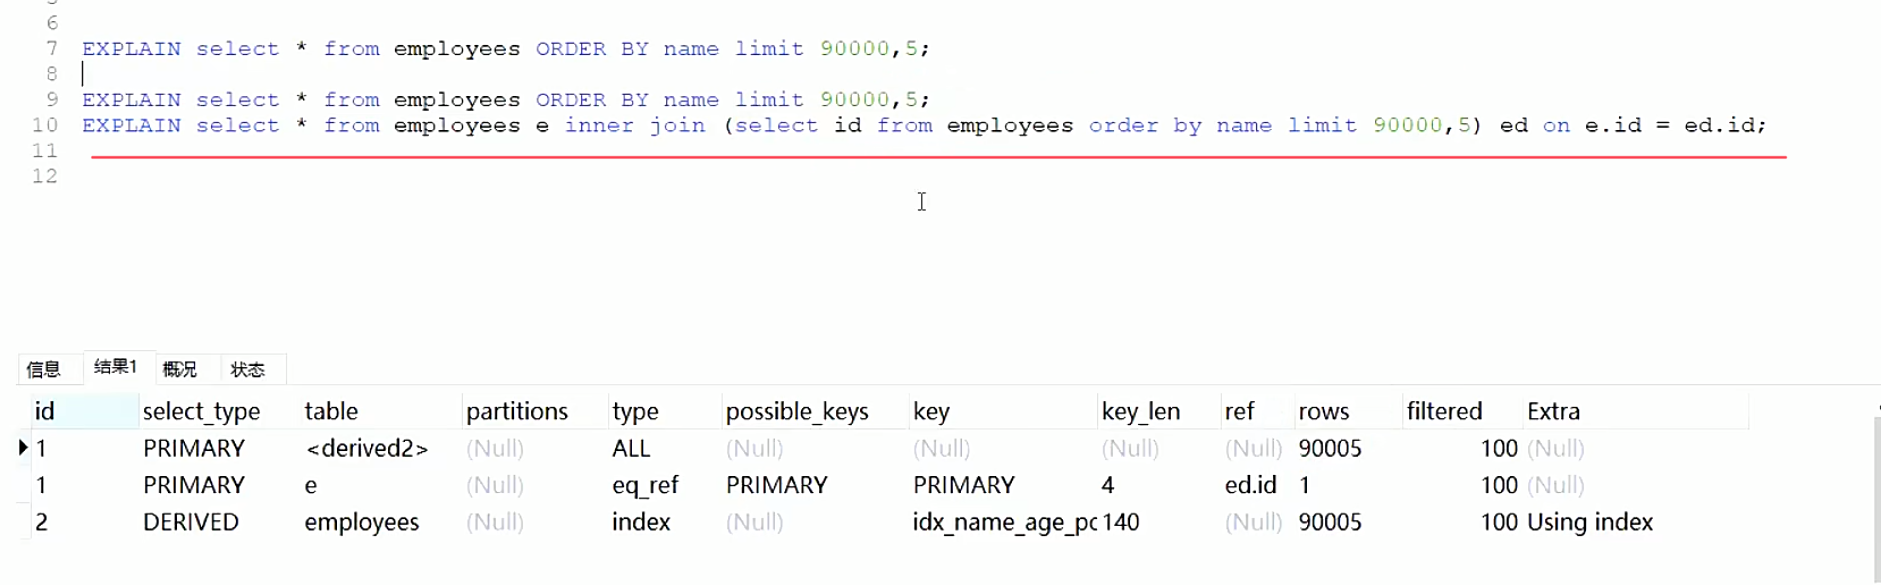 6
7 EXPLAIN select * from employees ORDER BY name limit 90000,5;
8
9 EXPLAIN select * from employees ORDER BY name limit 90000,5;
10 EXPLAIN select * from employees e inner join (select id from employees order by name limit 90000,5) ed on e.id = ed.id;
11
12
信息 结果1 概况 状态
id select_type table partitions type possible_keys key key_len ref rows filtered Extra
1 PRIMARY <derived2> (Null) ALL (Null) (Null) (Null) (Null) 90005 100 (Null)
1 PRIMARY e (Null) eq_ref PRIMARY PRIMARY 4 ed.id 1 100 (Null)
2 DERIVED employees (Null) index (Null) idx_name_age_pc 140 (Null) 90005 100 Using index